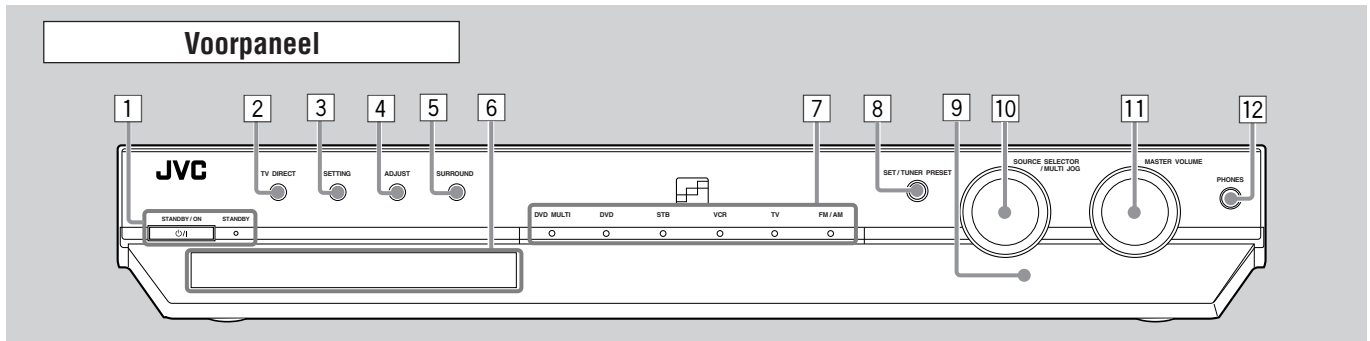 Voorpaneel
1 2 3 4 5 6 7 8 9 10 11 12
JVC
TV DIRECT SETTING ADJUST SURROUND
SET / TUNER PRESET
SOURCE SELECTOR
/ MULTI JOG
MASTER VOLUME
PHONES
STANDBY / ON STANDBY
DVD MULTI DVD STB VCR TV FM / AM